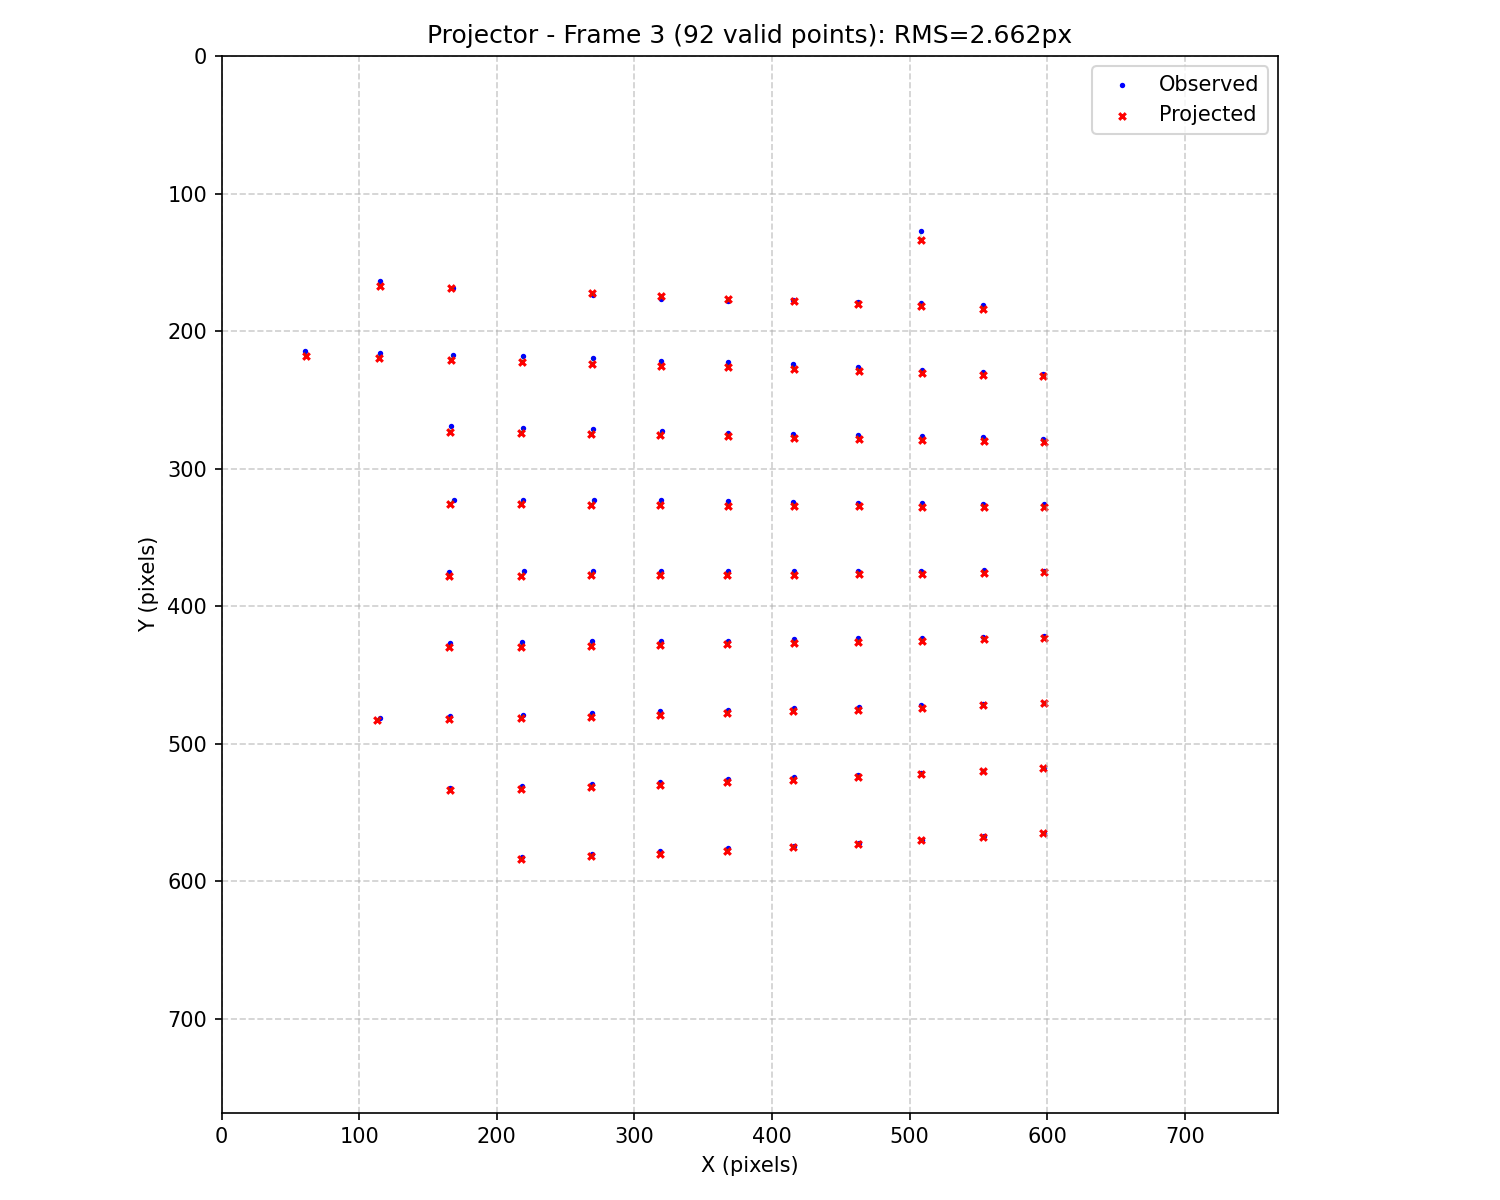 Projector - Frame 3 (92 valid points): RMS=2.662px
Observed
Projected
0
100
200
300
400
500
600
700
Y (pixels)
0 100 200 300 400 500 600 700
X (pixels)